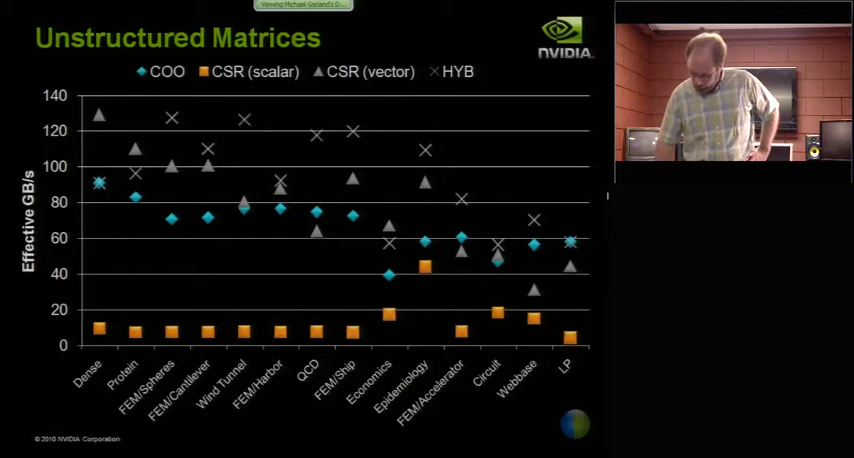 Viewing Michael Garland's D...
Unstructured Matrices
NVIDIA.
COO CSR (scalar) CSR (vector) HYB
140
120
100
80
60
40
20
0
Effective GB/s
Dense
Protein
FEM/Spheres
FEM/Cantilever
Wind Tunnel
FEM/Harbor
QCD
FEM/Ship
Economics
Epidemiology
FEM/Accelerator
Circuit
Webbase
LP
© 2010 NVIDIA Corporation